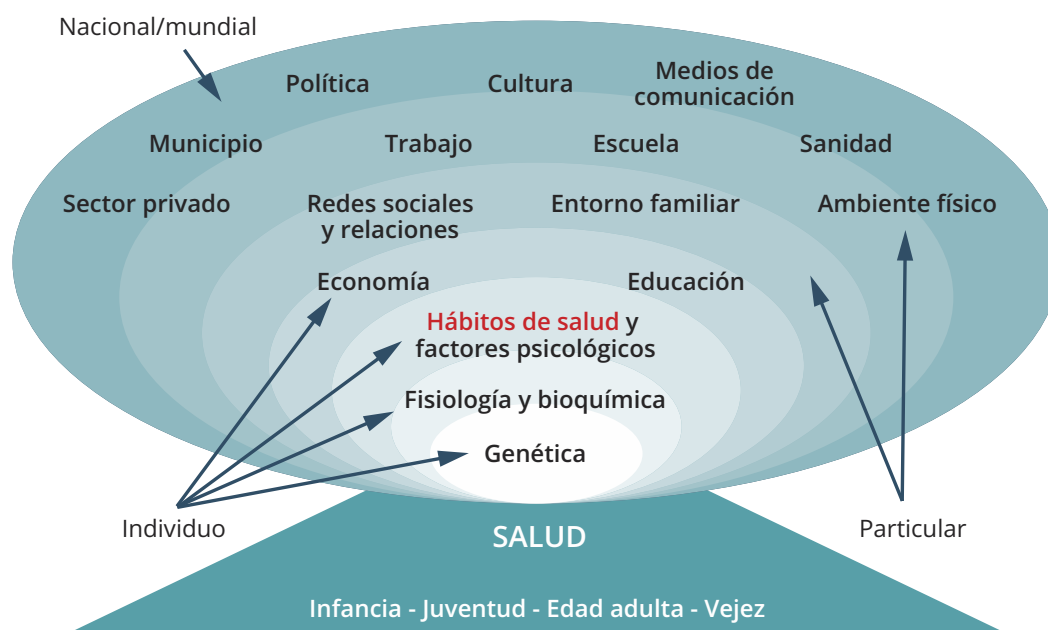 Nacional/mundial
Política
Cultura
Medios de
comunicación
Municipio
Trabajo
Escuela
Sanidad
Sector privado
Redes sociales
y relaciones
Entorno familiar
Ambiente físico
Economía
Educación
Hábitos de salud y
factores psicológicos
Fisiología y bioquímica
Genética
Individuo
Particular
SALUD
Infancia - Juventud - Edad adulta - Vejez